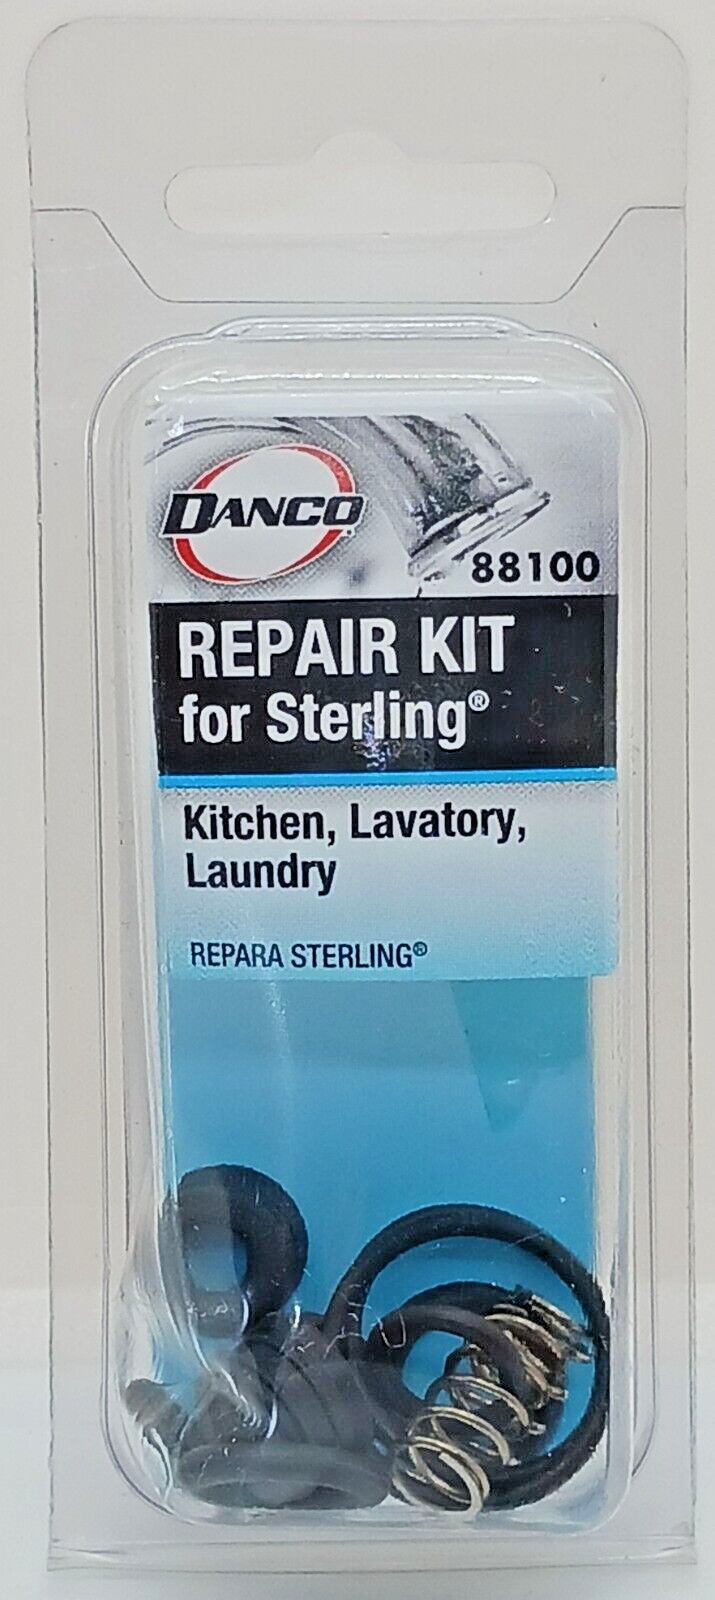 DANCO
88100
REPAIR KIT
for Sterling®
Kitchen, Lavatory,
Laundry
REPARA STERLING®